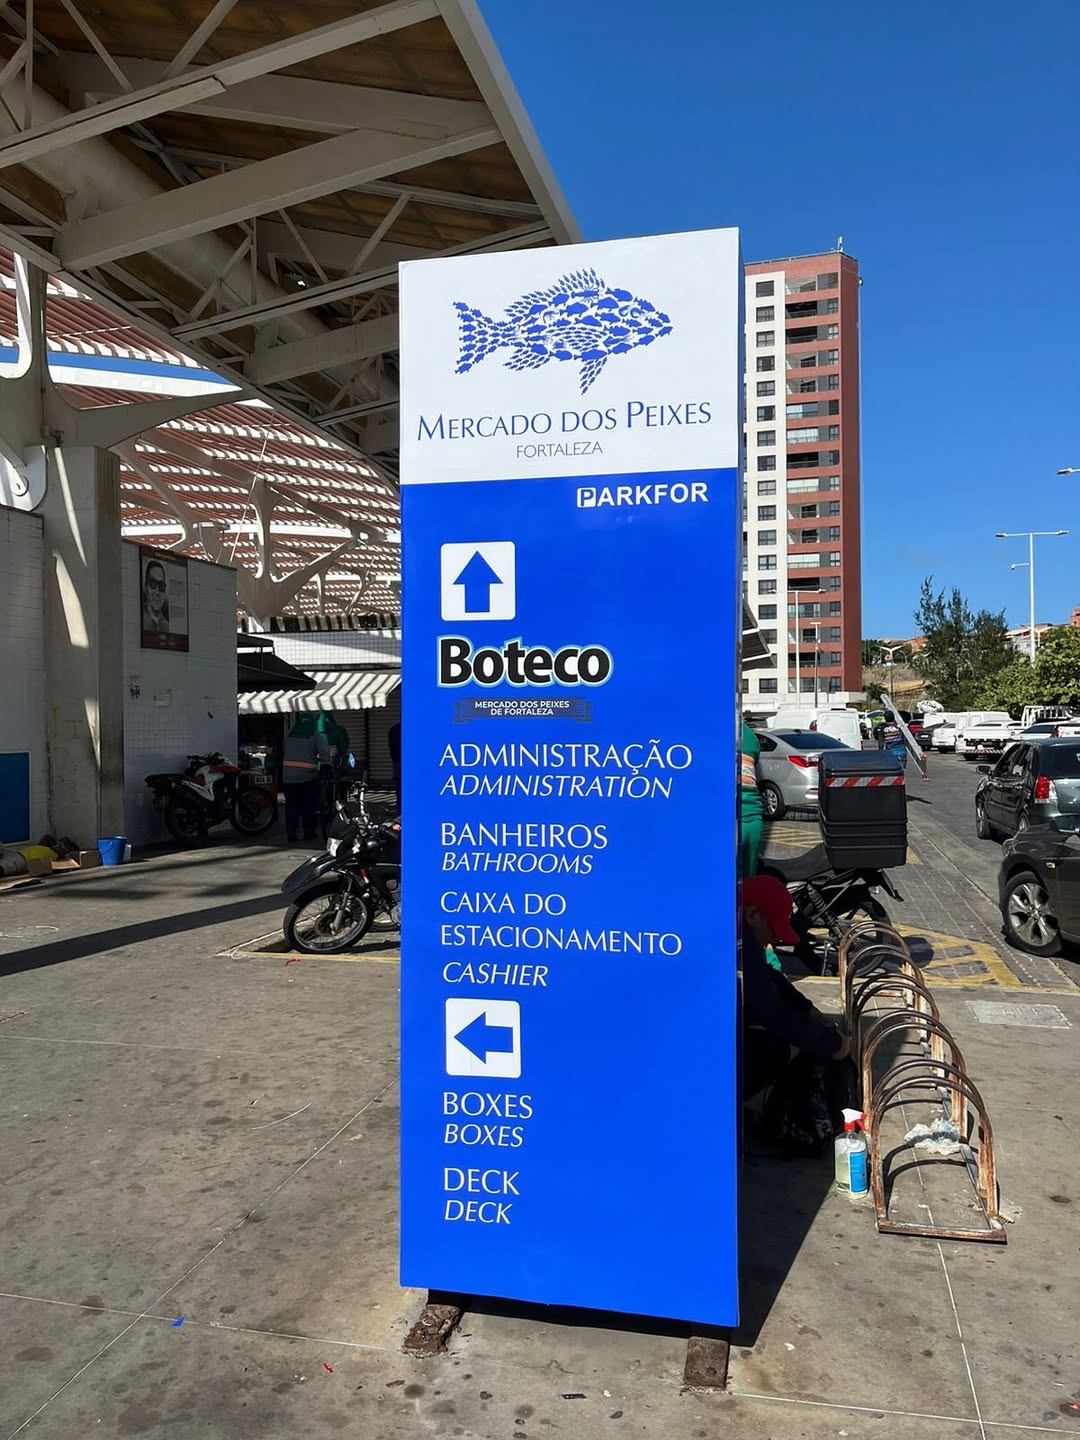 MERCADO DOS PEIXES
FORTALEZA
PARKFOR
Boteco
MERCADO DOS PEIXES
DE FORTALEZA
ADMINISTRAÇÃO
ADMINISTRATION
BANHEIROS
BATHROOMS
CAIXA DO
ESTACIONAMENTO
CASHIER
BOXES
BOXES
DECK
DECK